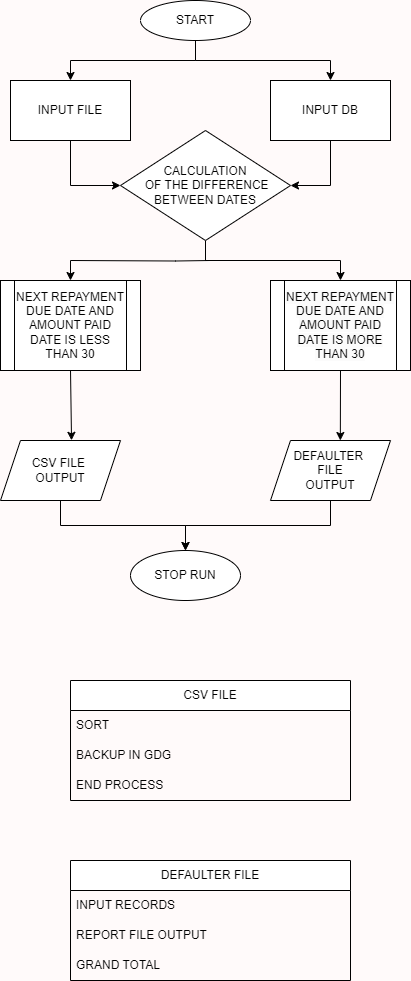 START
INPUT FILE
INPUT DB
CALCULATION
OF THE DIFFERENCE
BETWEEN DATES
NEXT REPAYMENT
DUE DATE AND
AMOUNT PAID
DATE IS LESS
THAN 30
NEXT REPAYMENT
DUE DATE AND
AMOUNT PAID
DATE IS MORE
THAN 30
CSV FILE
OUTPUT
DEFAULTER
FILE
OUTPUT
STOP RUN
CSV FILE
SORT
BACKUP IN GDG
END PROCESS
DEFAULTER FILE
INPUT RECORDS
REPORT FILE OUTPUT
GRAND TOTAL